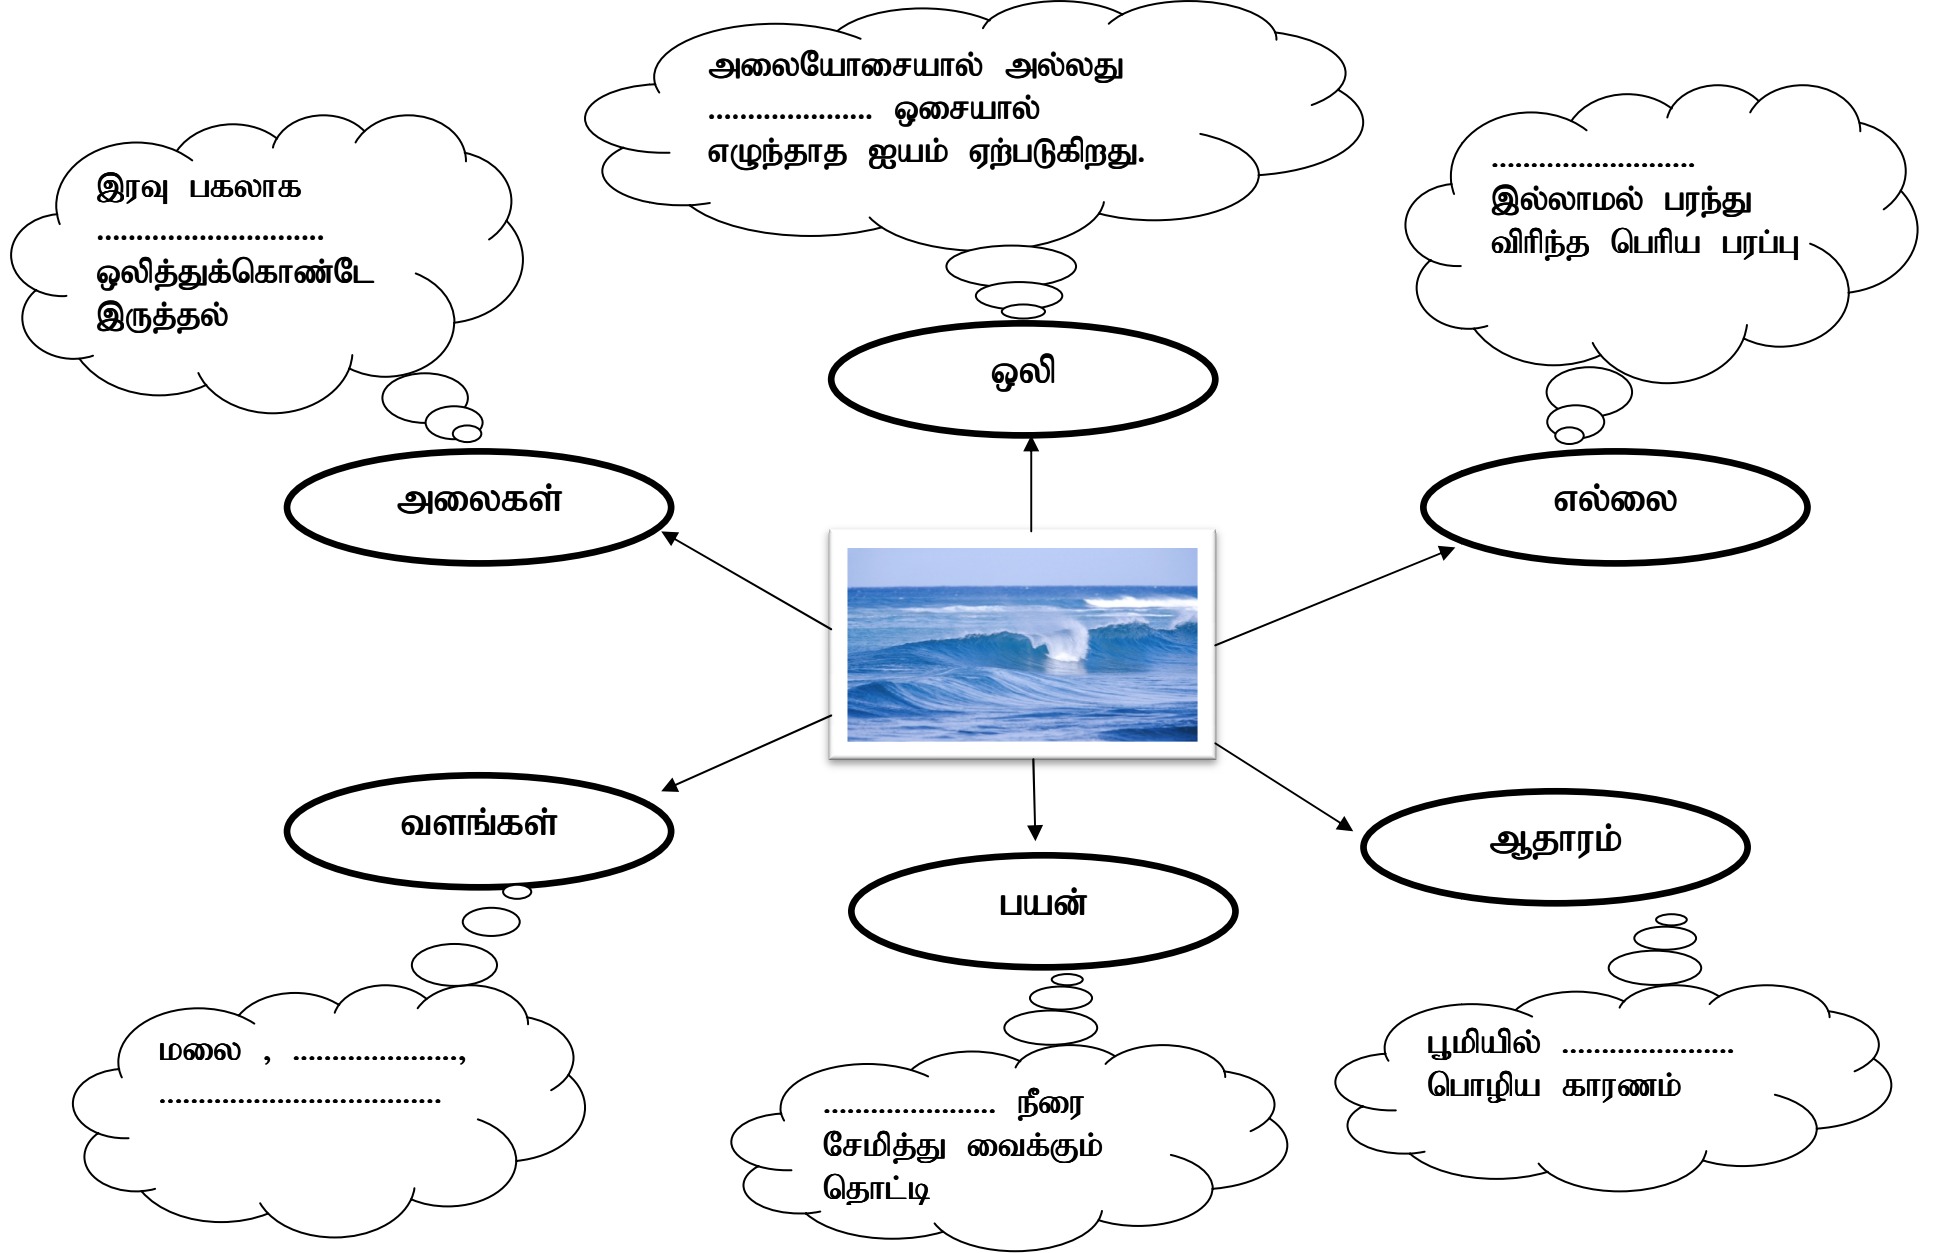 அலையோசையால் அல்லது
..................... ஒசையால்
எழுந்தாத ஐயம் ஏற்படுகிறது.
இரவு பகலாக
.............................
ஒலித்துக்கொண்டே
இருத்தல்
..........................
இல்லாமல் பரந்து
விரிந்த பெரிய பரப்பு
ஒலி
அலைகள்
எல்லை
வளங்கள்
ஆதாரம்
பயன்
மலை , .....................,
....................................
...................... நீரை
சேமித்து வைக்கும்
தொட்டி
பூமியில் ......................
பொழிய காரணம்